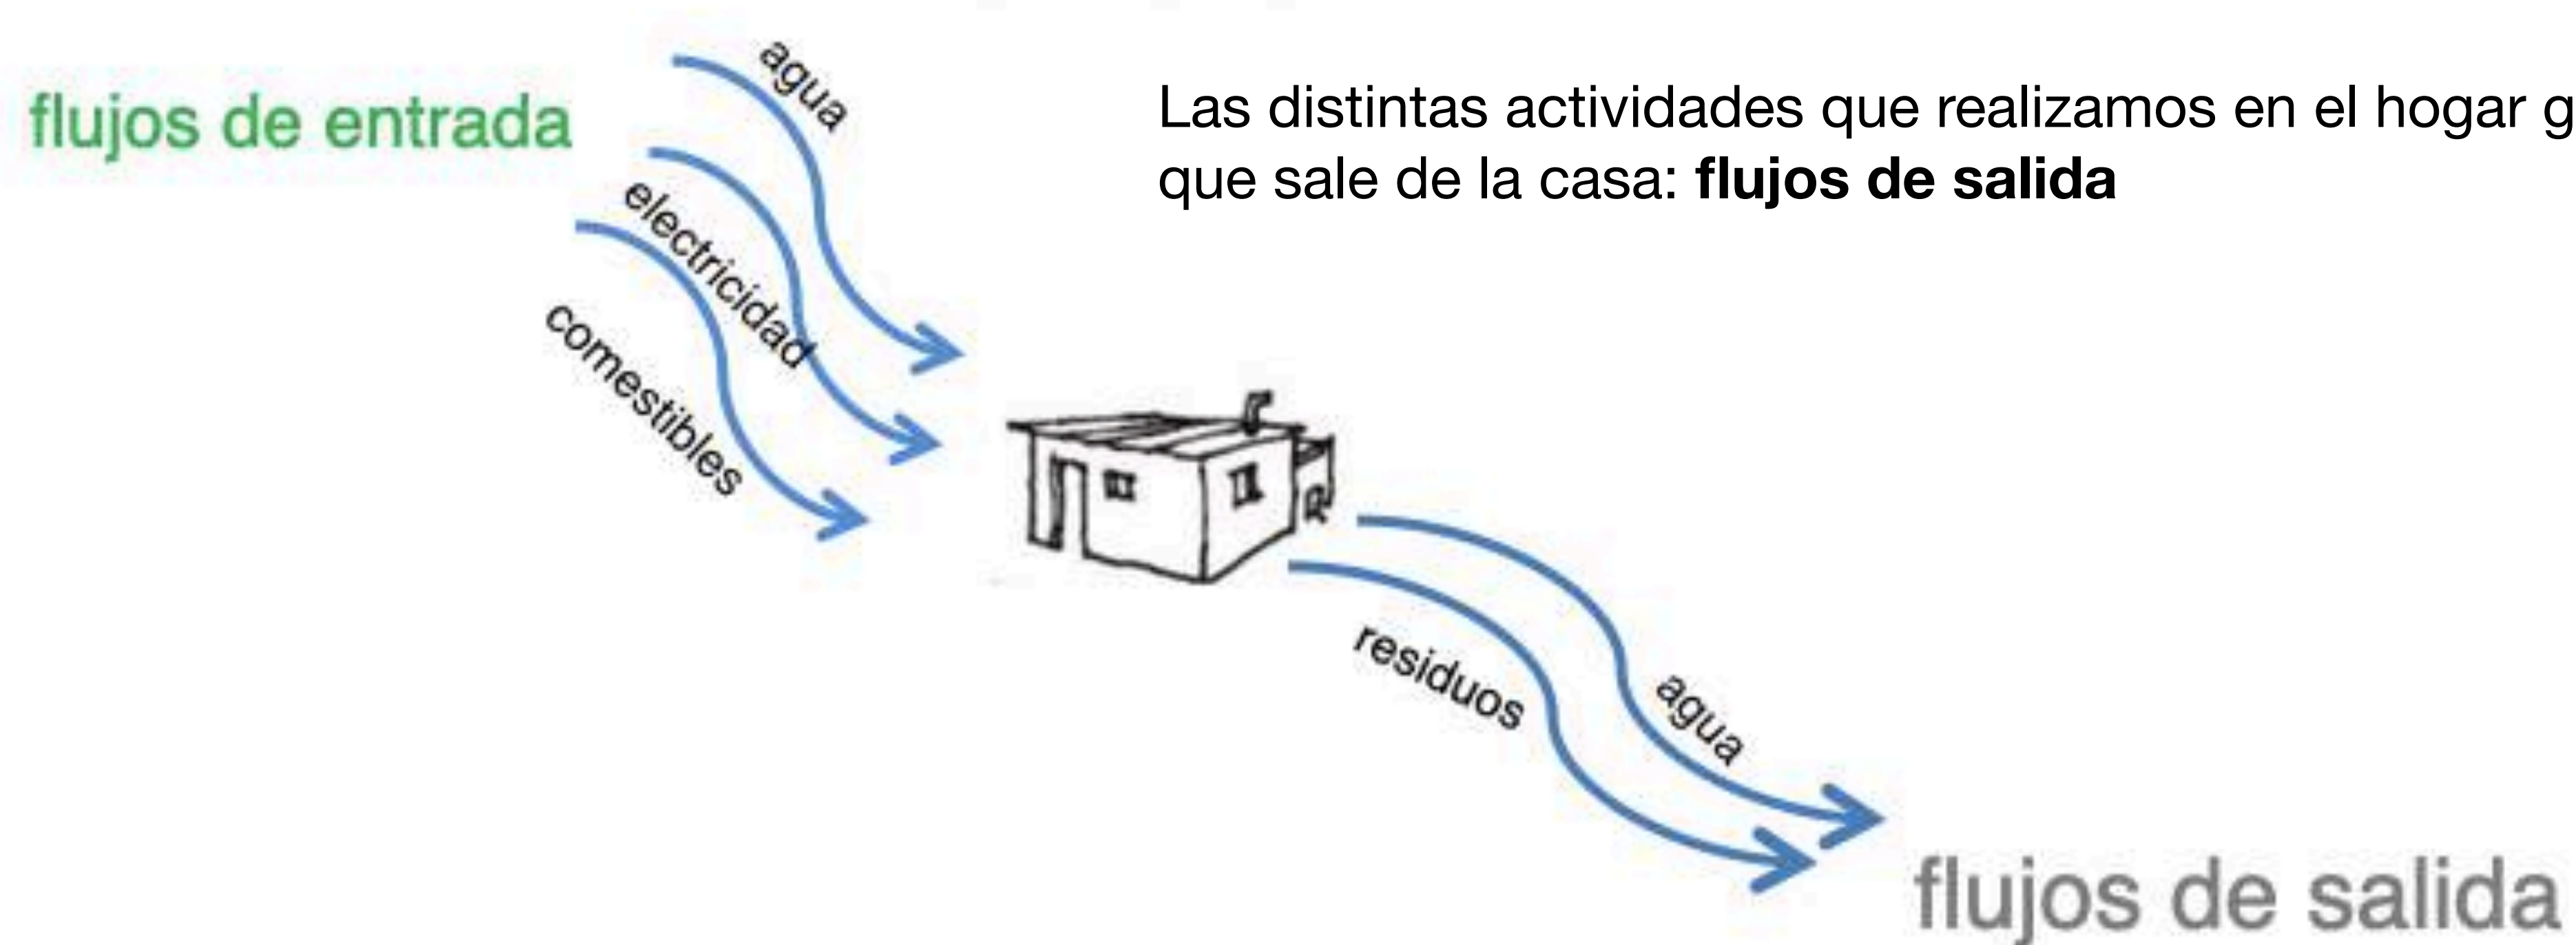 flujos de entrada
agua
electricidad
comestibles
Las distintas actividades que realizamos en el hogar g
que sale de la casa: flujos de salida
residuos
agua
flujos de salida